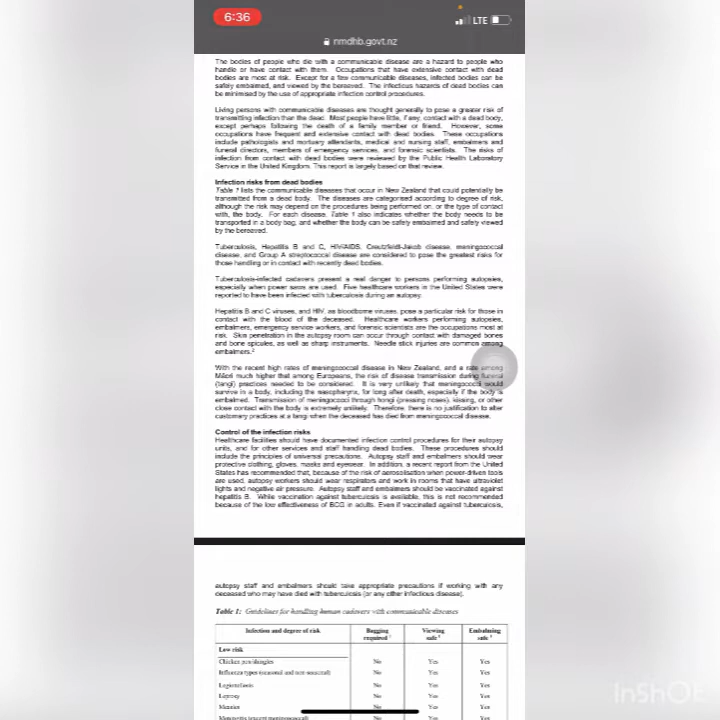 6:36
LTE
nmdhb.govt.nz
The bodies of people who die with a communicable disease are a hazard to people who
handle or have contact with them. Occupations that have extensive contact with dead
bodies are most at risk. Except for a few communicable diseases, infected bodies can be
safely embalmed, and viewed by the bereaved. The infectious hazards of dead bodies can
be minimised by the use of appropriate infection control procedures.
Living persons with communicable diseases are thought generally to pose a greater risk of
transmitting infection than the dead. Most people have little, if any, contact with a dead body,
except perhaps following the death of a family member or friend. However, some
occupations have frequent and extensive contact with dead bodies. These occupations
include pathologists and mortuary attendants, medical and nursing staff, embalmers and
funeral directors, members of emergency services, and forensic scientists. The risks of
infection from contact with dead bodies were reviewed by the Public Health Laboratory
Service in the United Kingdom. This report is largely based on that review.
Infection risks from dead bodies
Table 1 lists the communicable diseases that occur in New Zealand that could potentially be
transmitted from a dead body. The diseases are categorised according to degree of risk,
although the risk may depend on the procedures being performed on, or the type of contact
with, the body. For each disease, Table 1 also indicates whether the body needs to be
transported in a body bag, and whether the body can be safely embalmed and safely viewed
by the bereaved.
Tuberculosis, Hepatitis B and C, HIV/AIDS, Creutzfeldt-Jakob disease, meningococcal
disease, and Group A streptococcal disease are considered to pose the greatest risks for
those handling or in contact with recently dead bodies.
Tuberculosis-infected cadavers present a real danger to persons performing autopsies,
especially when power saws are used. Five healthcare workers in the United States were
reported to have been infected with tuberculosis during an autopsy.
Hepatitis B and C viruses, and HIV, as bloodborne viruses, pose a particular risk for those in
contact with the blood of the deceased. Healthcare workers performing autopsies,
embalmers, emergency service workers, and forensic scientists are the occupations most at
risk. Skin penetration in the autopsy room can occur through contact with damaged bones
and bone spicules, as well as sharp instruments. Needle stick injuries are common among
embalmers.²
With the recent high rates of meningococcal disease in New Zealand, and a rate among
Māori much higher that among Europeans, the risk of disease transmission during funeral
(tangi) practices needed to be considered. It is very unlikely that meningococci would
survive in a body, including the nasopharynx, for long after death, especially if the body is
embalmed. Transmission of meningococci through hongi (pressing noses), kissing, or other
close contact with the body is extremely unlikely. Therefore, there is no justification to alter
customary practices at a tangi when the deceased has died from meningococcal disease.
Control of the infection risks
Healthcare facilities should have documented infection control procedures for their autopsy
units, and for other services and staff handling dead bodies. These procedures should
include the principles of universal precautions. Autopsy staff and embalmers should wear
protective clothing, gloves, masks and eyewear. In addition, a recent report from the United
States has recommended that, because of the risk of aerosolisation when power-driven tools
are used, autopsy workers should wear respirators and work in rooms that have ultraviolet
lights and negative air pressure. Autopsy staff and embalmers should be vaccinated against
hepatitis B. While vaccination against tuberculosis is available, this is not recommended
because of the low effectiveness of BCG in adults. Even if vaccinated against tuberculosis,
autopsy staff and embalmers should take appropriate precautions if working with any
deceased who may have died with tuberculosis (or any other infectious disease).
Table 1: Guidelines for handling human cadavers with communicable diseases
Infection and degree of risk Bagging required ¹ Viewing safe ² Embalming safe ³
Low risk
Chicken pox/shingles No Yes Yes
Influenza types (seasonal and non-seasonal) No Yes Yes
Legionellosis No Yes Yes
Leprosy No Yes Yes
Measles No Yes Yes
Meningitis (except meningococcal) No Yes Yes
InShOt